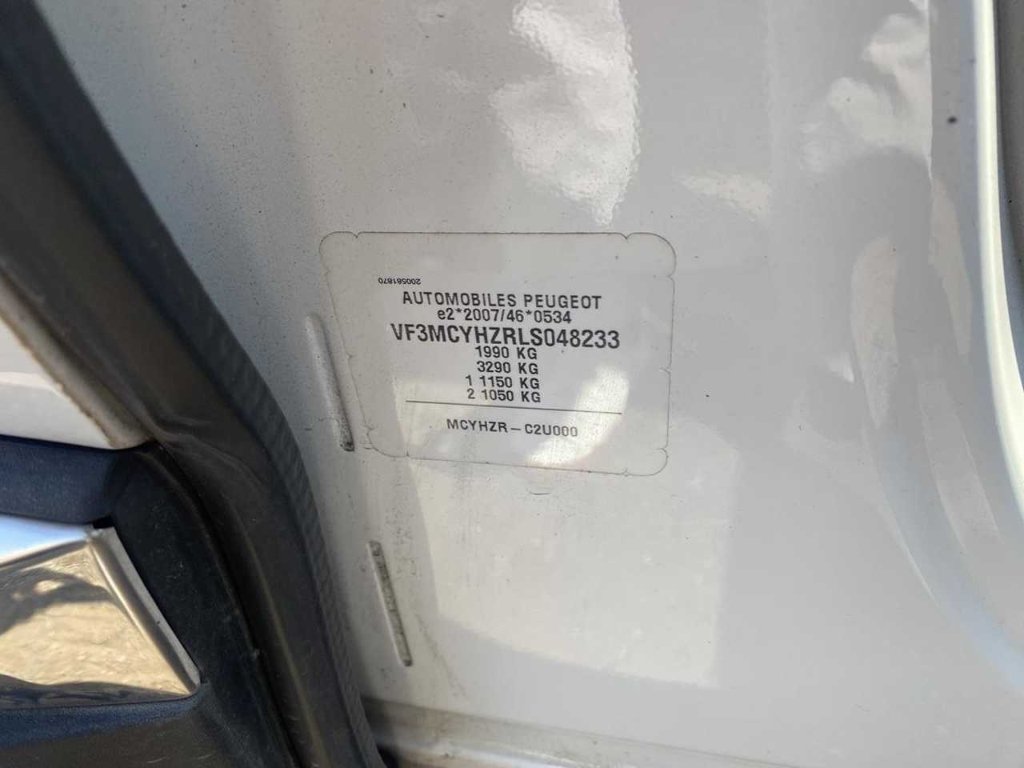 200561870
AUTOMOBILES PEUGEOT
e2*2007/46*0534
VF3MCYHZRLS048233
1990 KG
3290 KG
1 1150 KG
2 1050 KG
MCYHZR - C2U000